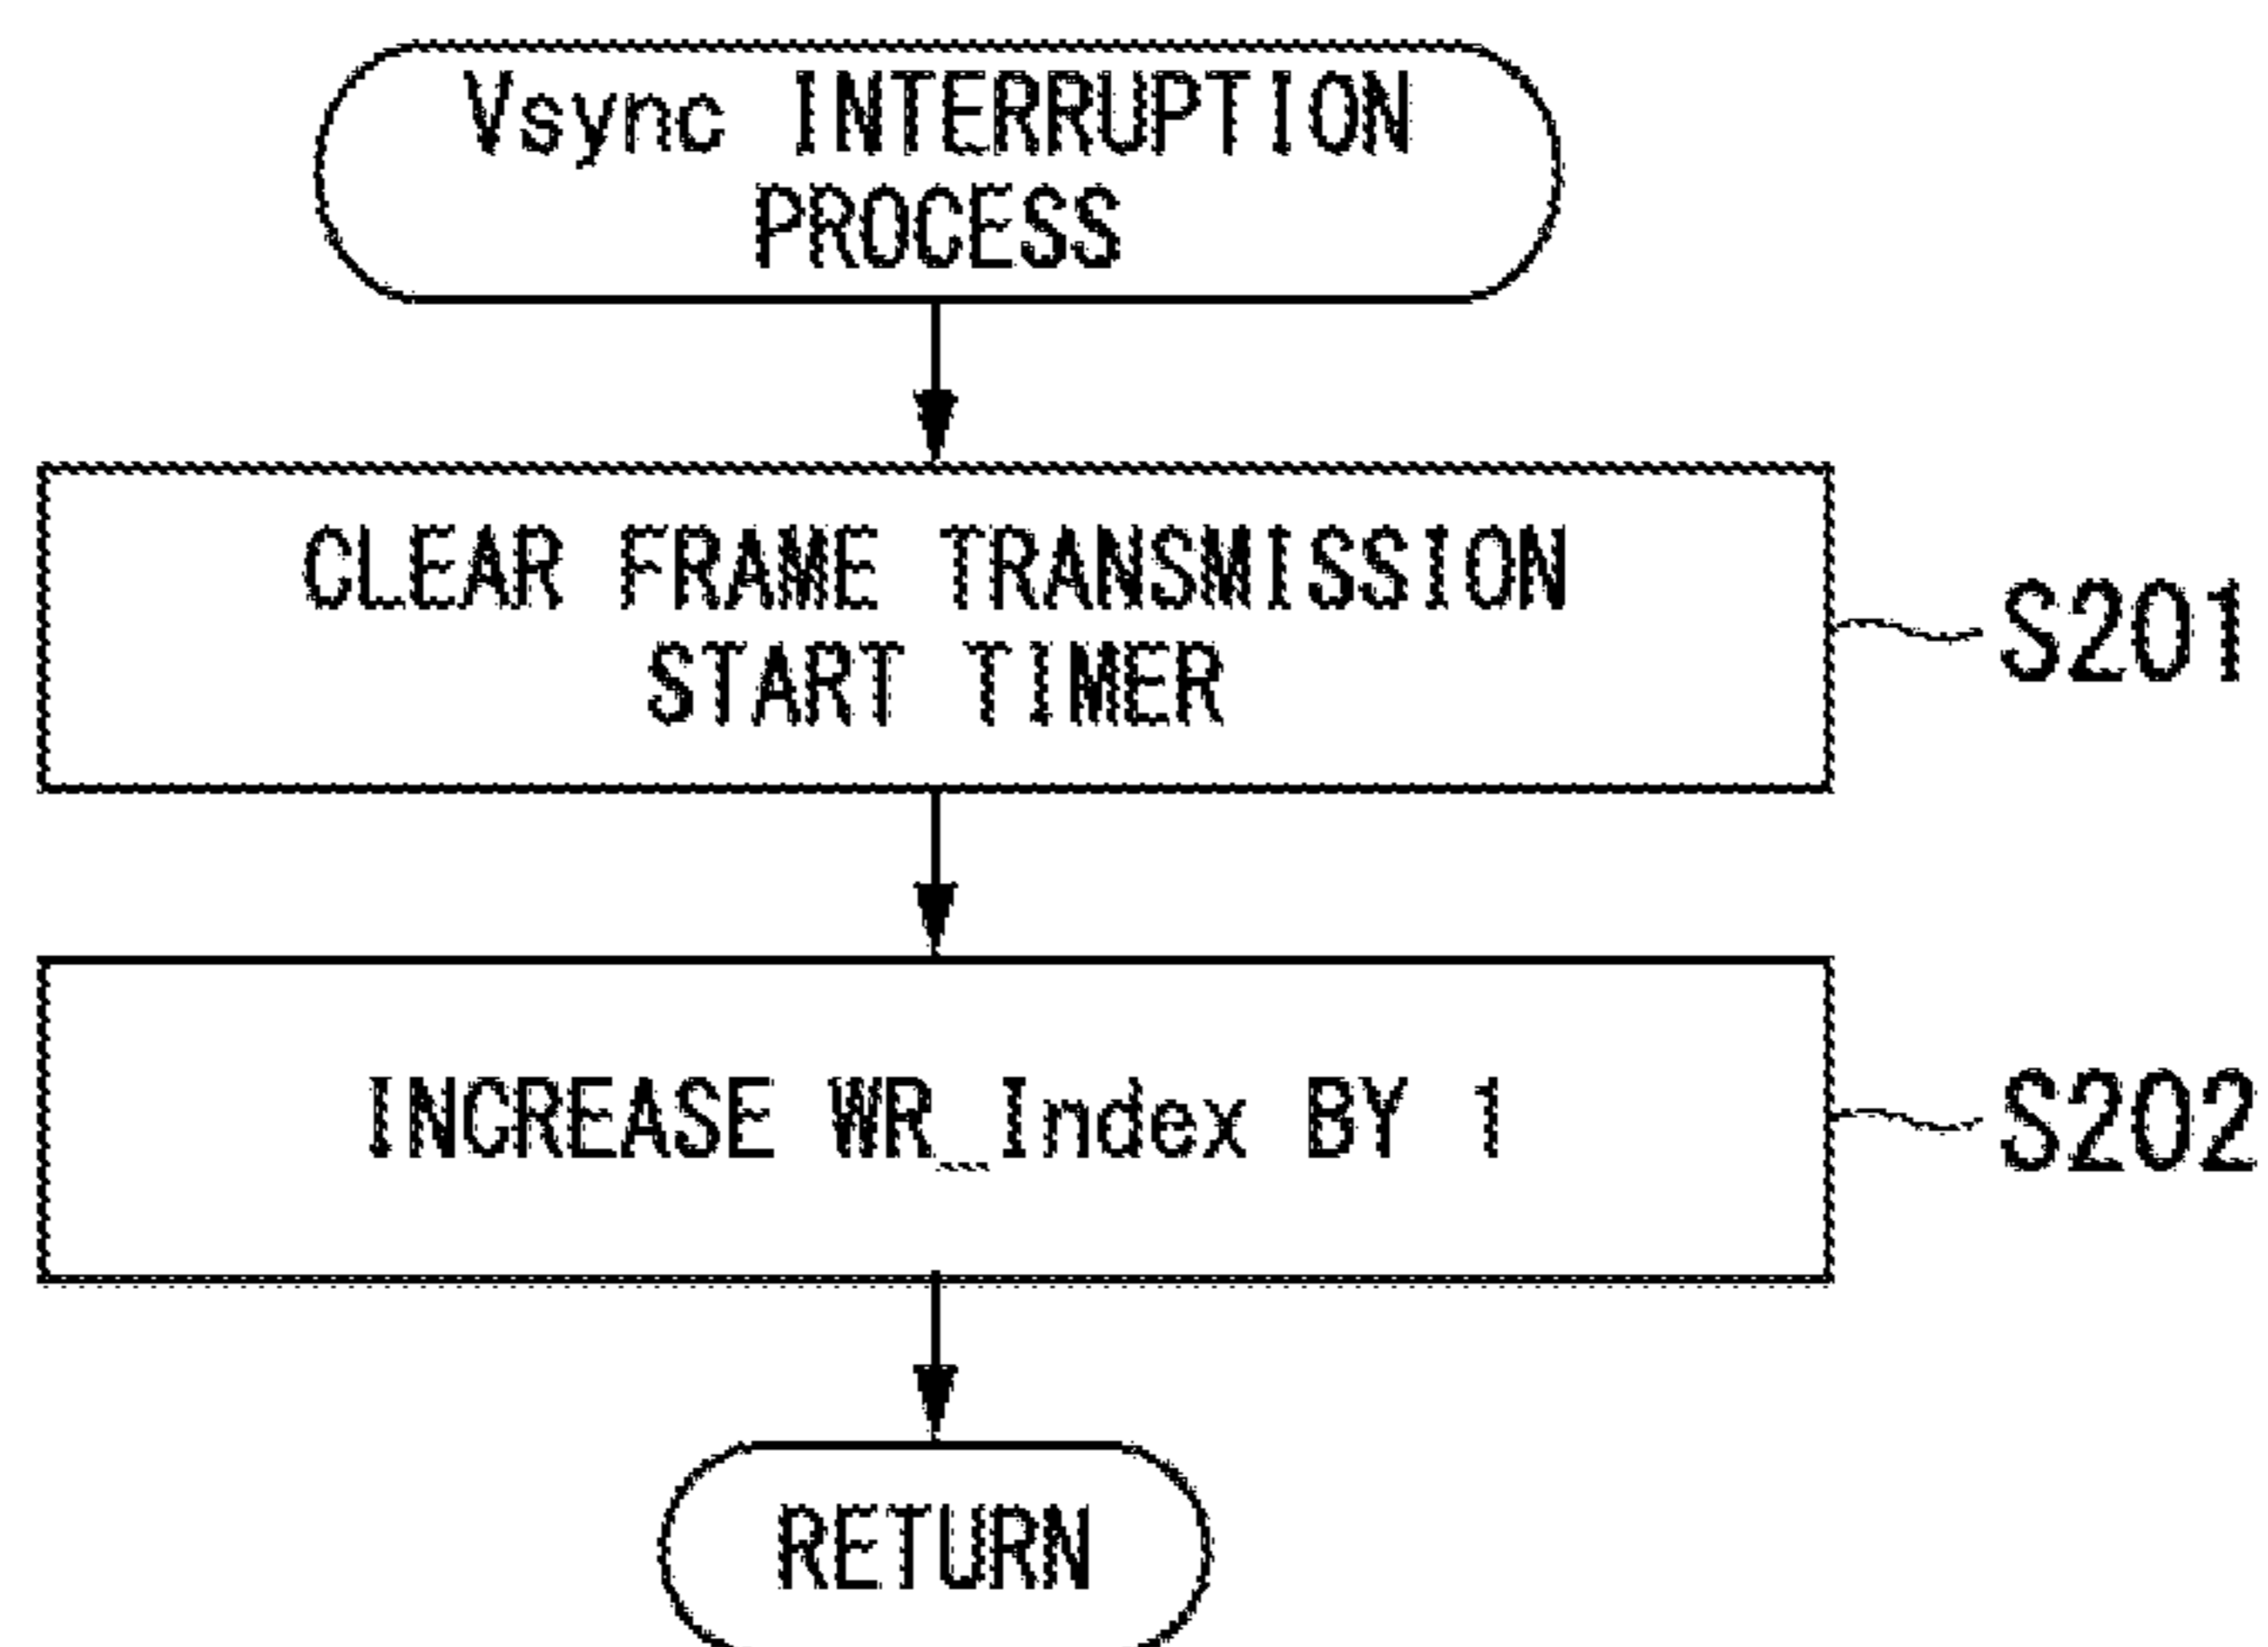 Vsync INTERRUPTION
PROCESS
CLEAR FRAME TRANSMISSION
START TIMER
S201
INCREASE WR_Index BY 1
S202
RETURN